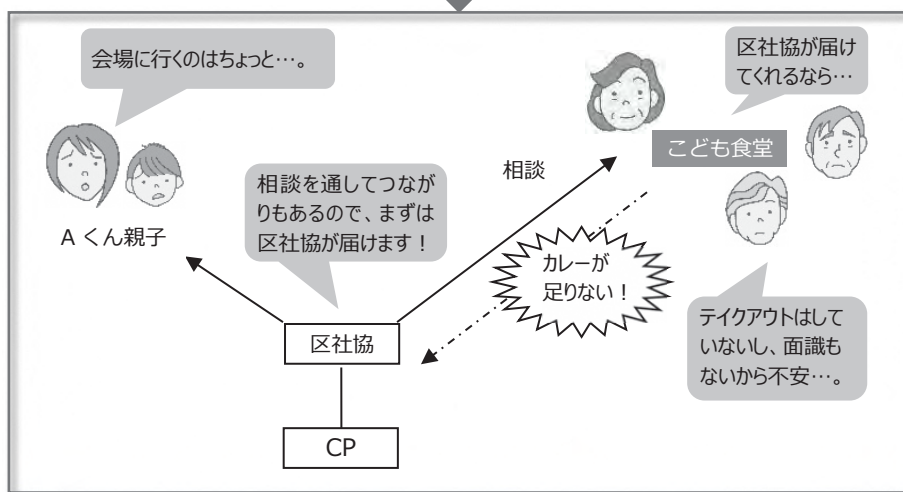 会場に行くのはちょっと…。
区社協が届け
てくれるなら…
こども食堂
相談
相談を通してつなが
りもあるので、まずは
区社協が届けます！
A くん親子
カレーが
足りない！
テイクアウトはして
いないし、面識も
ないから不安…。
区社協
CP